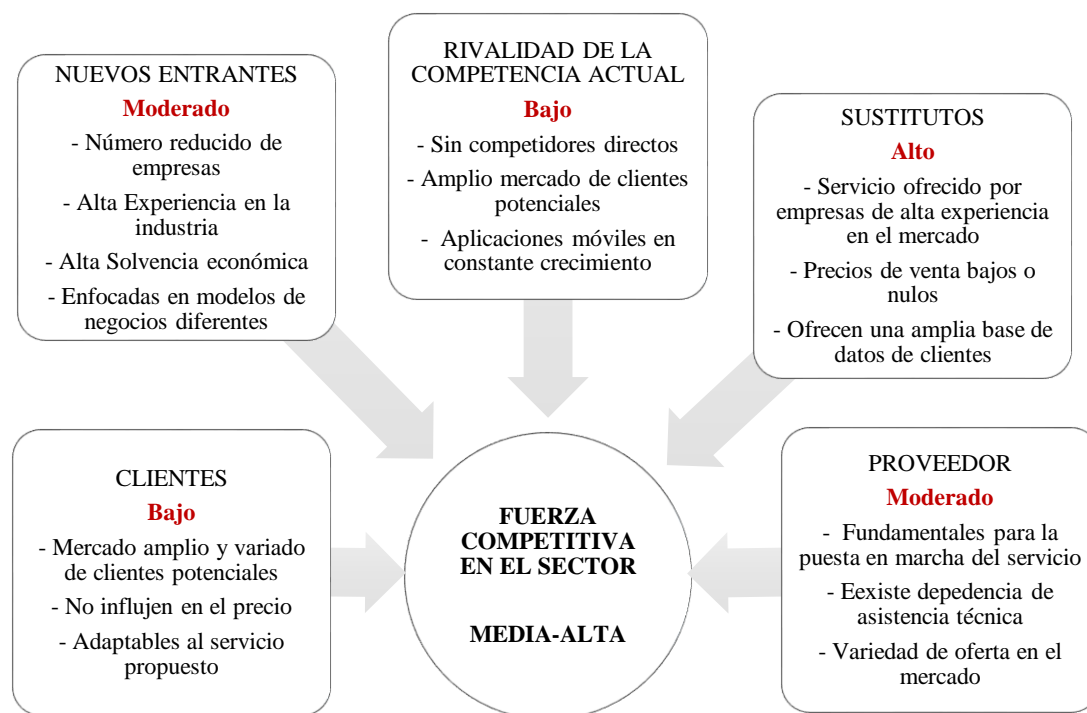 NUEVOS ENTRANTES
Moderado
- Número reducido de
empresas
- Alta Experiencia en la
industria
- Alta Solvencia económica
- Enfocadas en modelos de
negocios diferentes
RIVALIDAD DE LA
COMPETENCIA ACTUAL
Bajo
- Sin competidores directos
- Amplio mercado de clientes
potenciales
- Aplicaciones móviles en
constante crecimiento
SUSTITUTOS
Alto
- Servicio ofrecido por
empresas de alta experiencia
en el mercado
- Precios de venta bajos o
nulos
- Ofrecen una amplia base de
datos de clientes
CLIENTES
Bajo
- Mercado amplio y variado
de clientes potenciales
- No influjen en el precio
- Adaptables al servicio
propuesto
FUERZA
COMPETITIVA
EN EL SECTOR
MEDIA-ALTA
PROVEEDOR
Moderado
- Fundamentales para la
puesta en marcha del servicio
- Eexiste depedencia de
asistencia técnica
- Variedad de oferta en el
mercado